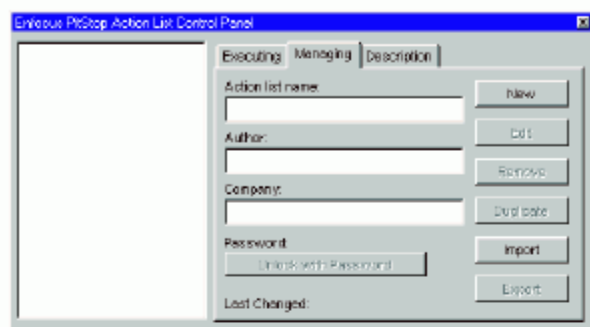 Enfocus PitStop Action List Control Panel
Executing Managing Description
Action list name:
New
Edit
Author:
Remove
Company:
Duplicate
Password:
Unlock with Password
Import
Export
Last Changed: